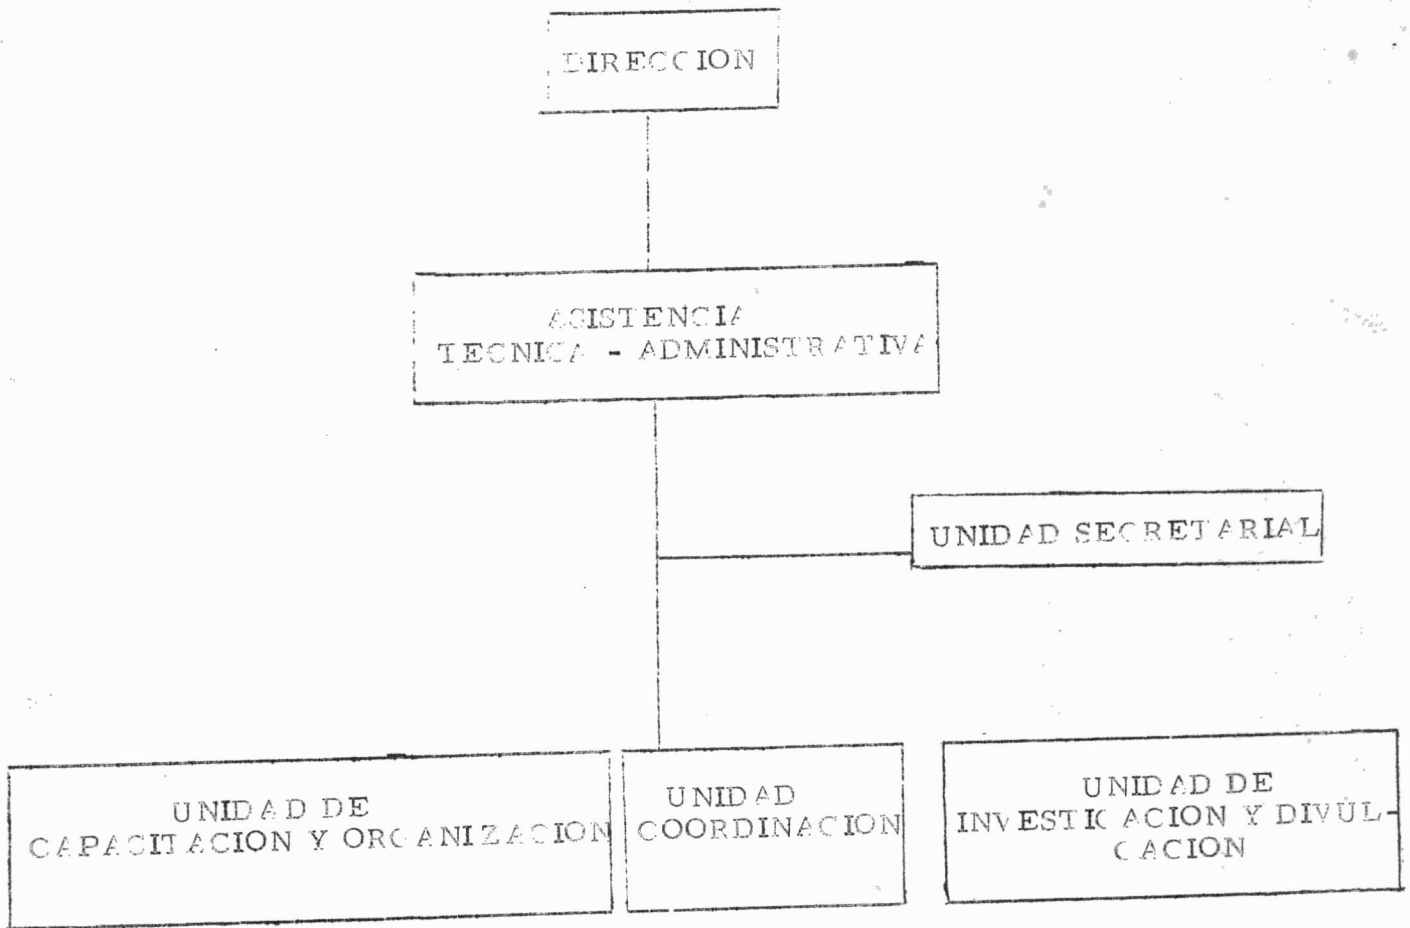 DIRECCION
ASISTENCIA
TECNICA - ADMINISTRATIVA
UNIDAD SECRETARIAL
UNIDAD DE
CAPACITACION Y ORGANIZACION
UNIDAD
COORDINACION
UNIDAD DE
INVESTIGACION Y DIVUL-
GACION